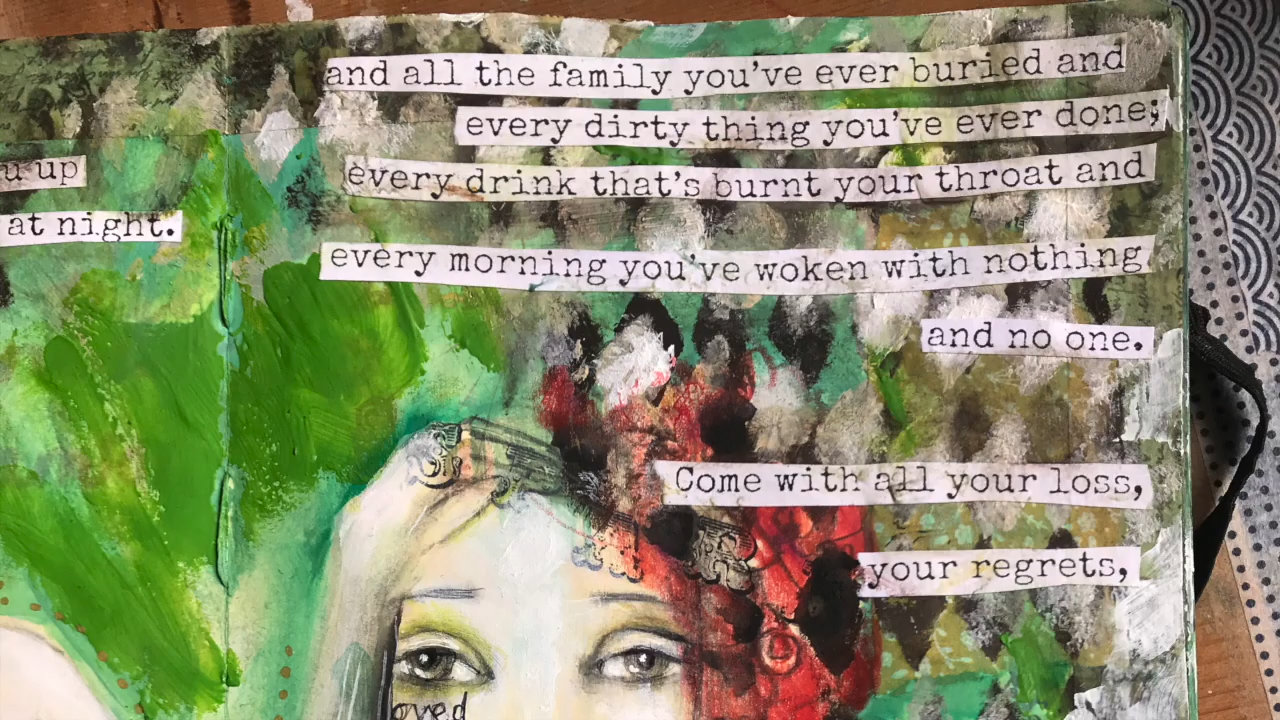 u up
at night.
and all the family you've ever buried and
every dirty thing you've ever done;
every drink that's burnt your throat and
every morning you've woken with nothing
and no one.
Come with all your loss,
your regrets,
oved